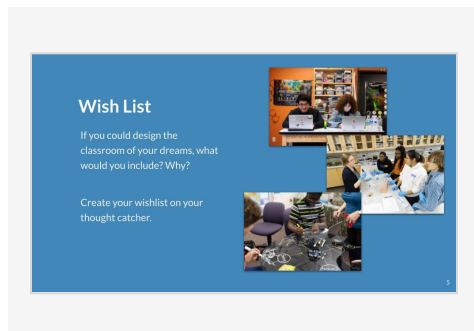 Wish List
If you could design the
classroom of your dreams, what
would you include? Why?
Create your wishlist on your
thought catcher.
5